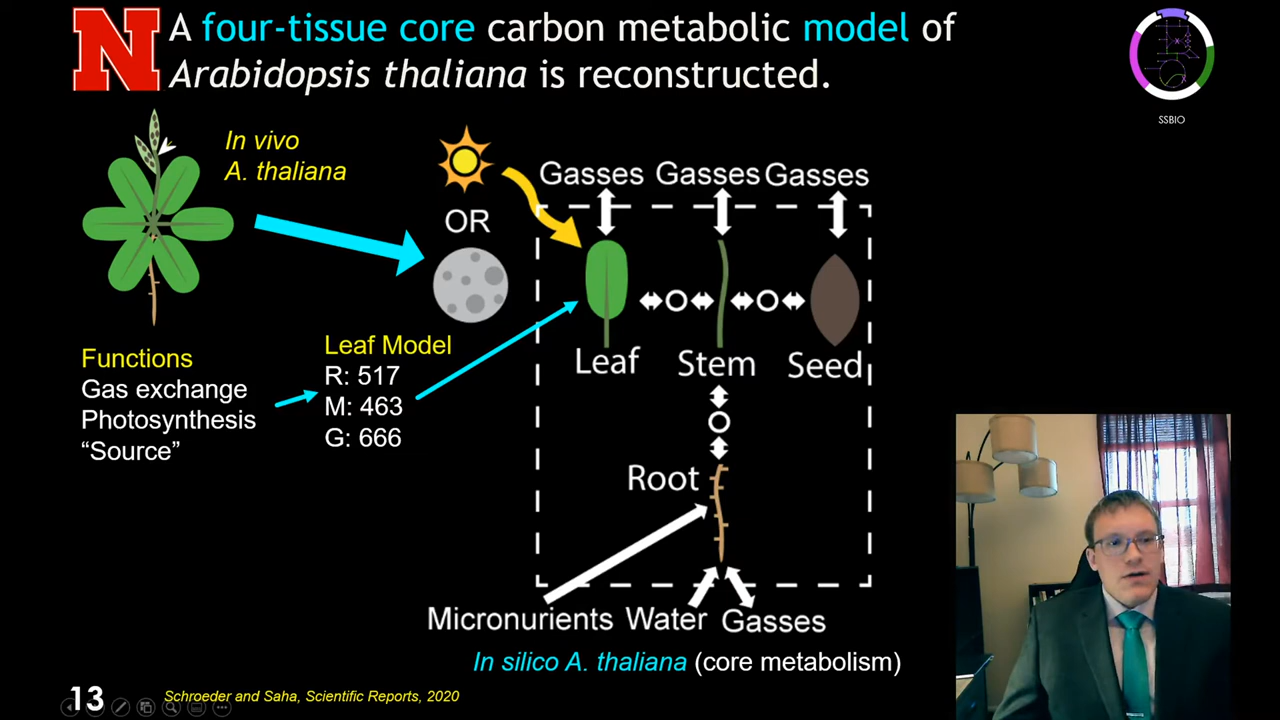 N
A four-tissue core carbon metabolic model of
Arabidopsis thaliana is reconstructed.
SSBIO
In vivo
A. thaliana
OR
Gasses Gasses Gasses
Leaf Stem Seed
Functions
Gas exchange
Photosynthesis
“Source”
Leaf Model
R: 517
M: 463
G: 666
Root
Micronurients Water Gasses
In silico A. thaliana (core metabolism)
13
Schroeder and Saha, Scientific Reports, 2020